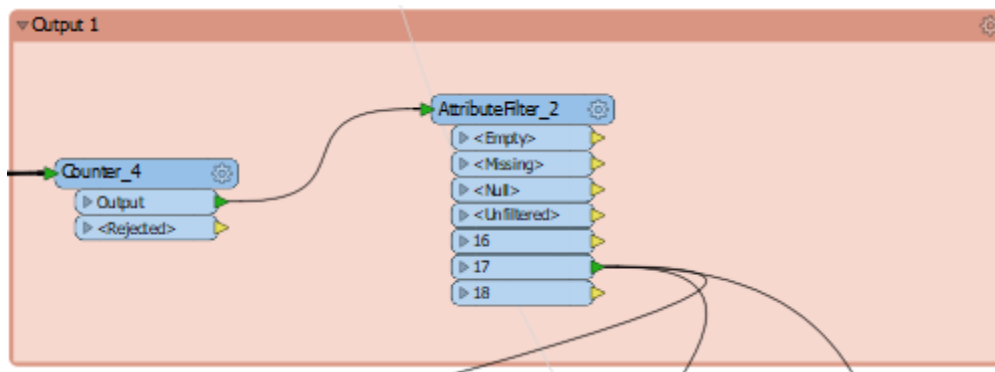 Output 1
AttributeFilter_2
<Empty>
<Missing>
<Null>
<Unfiltered>
16
17
18
Counter_4
Output
<Rejected>